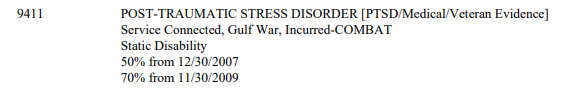 9411 POST-TRAUMATIC STRESS DISORDER [PTSD/Medical/Veteran Evidence]
Service Connected, Gulf War, Incurred-COMBAT
Static Disability
50% from 12/30/2007
70% from 11/30/2009